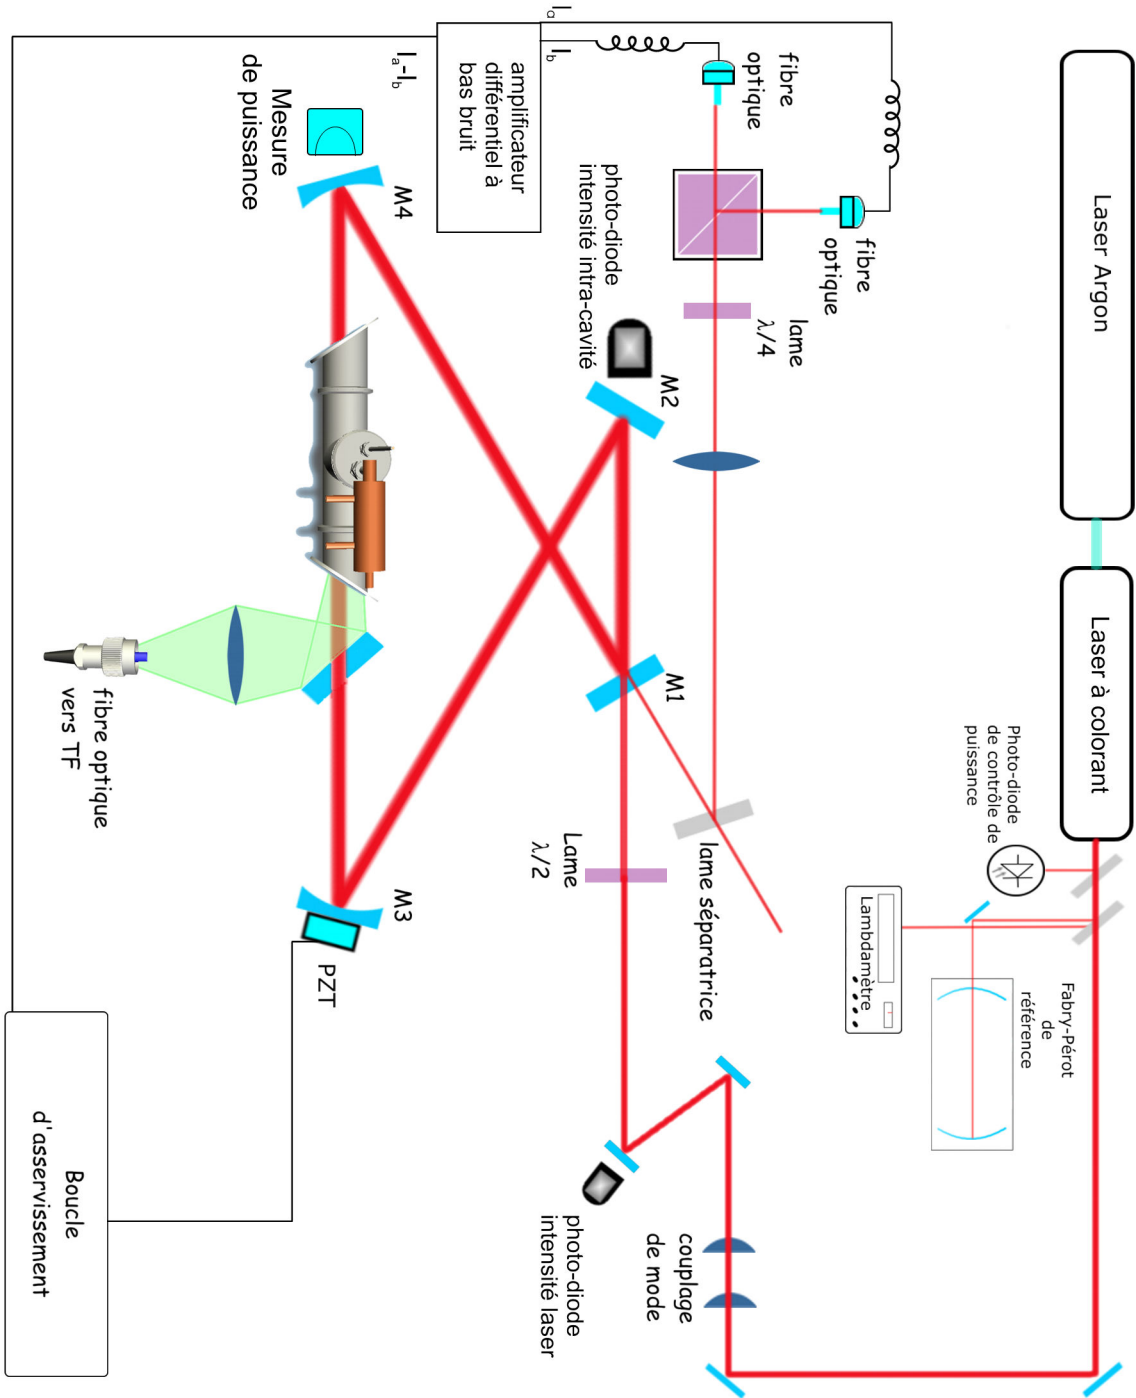 Laser Argon
Laser à colorant
Photo-diode
de contrôle de
puissance
Lambdamètre
Fabry-Pérot
de
référence
fibre
optique
fibre
optique
lame
λ/4
lame séparatrice
couplage
de mode
photo-diode
intensité intra-cavité
M2
M1
Lame
λ/2
photo-diode
intensité laser
Ia
Ib
Ia-Ib
amplificateur
différentiel à
bas bruit
Mesure
de puissance
M4
M3
PZT
fibre optique
vers TF
Boucle
d'asservissement